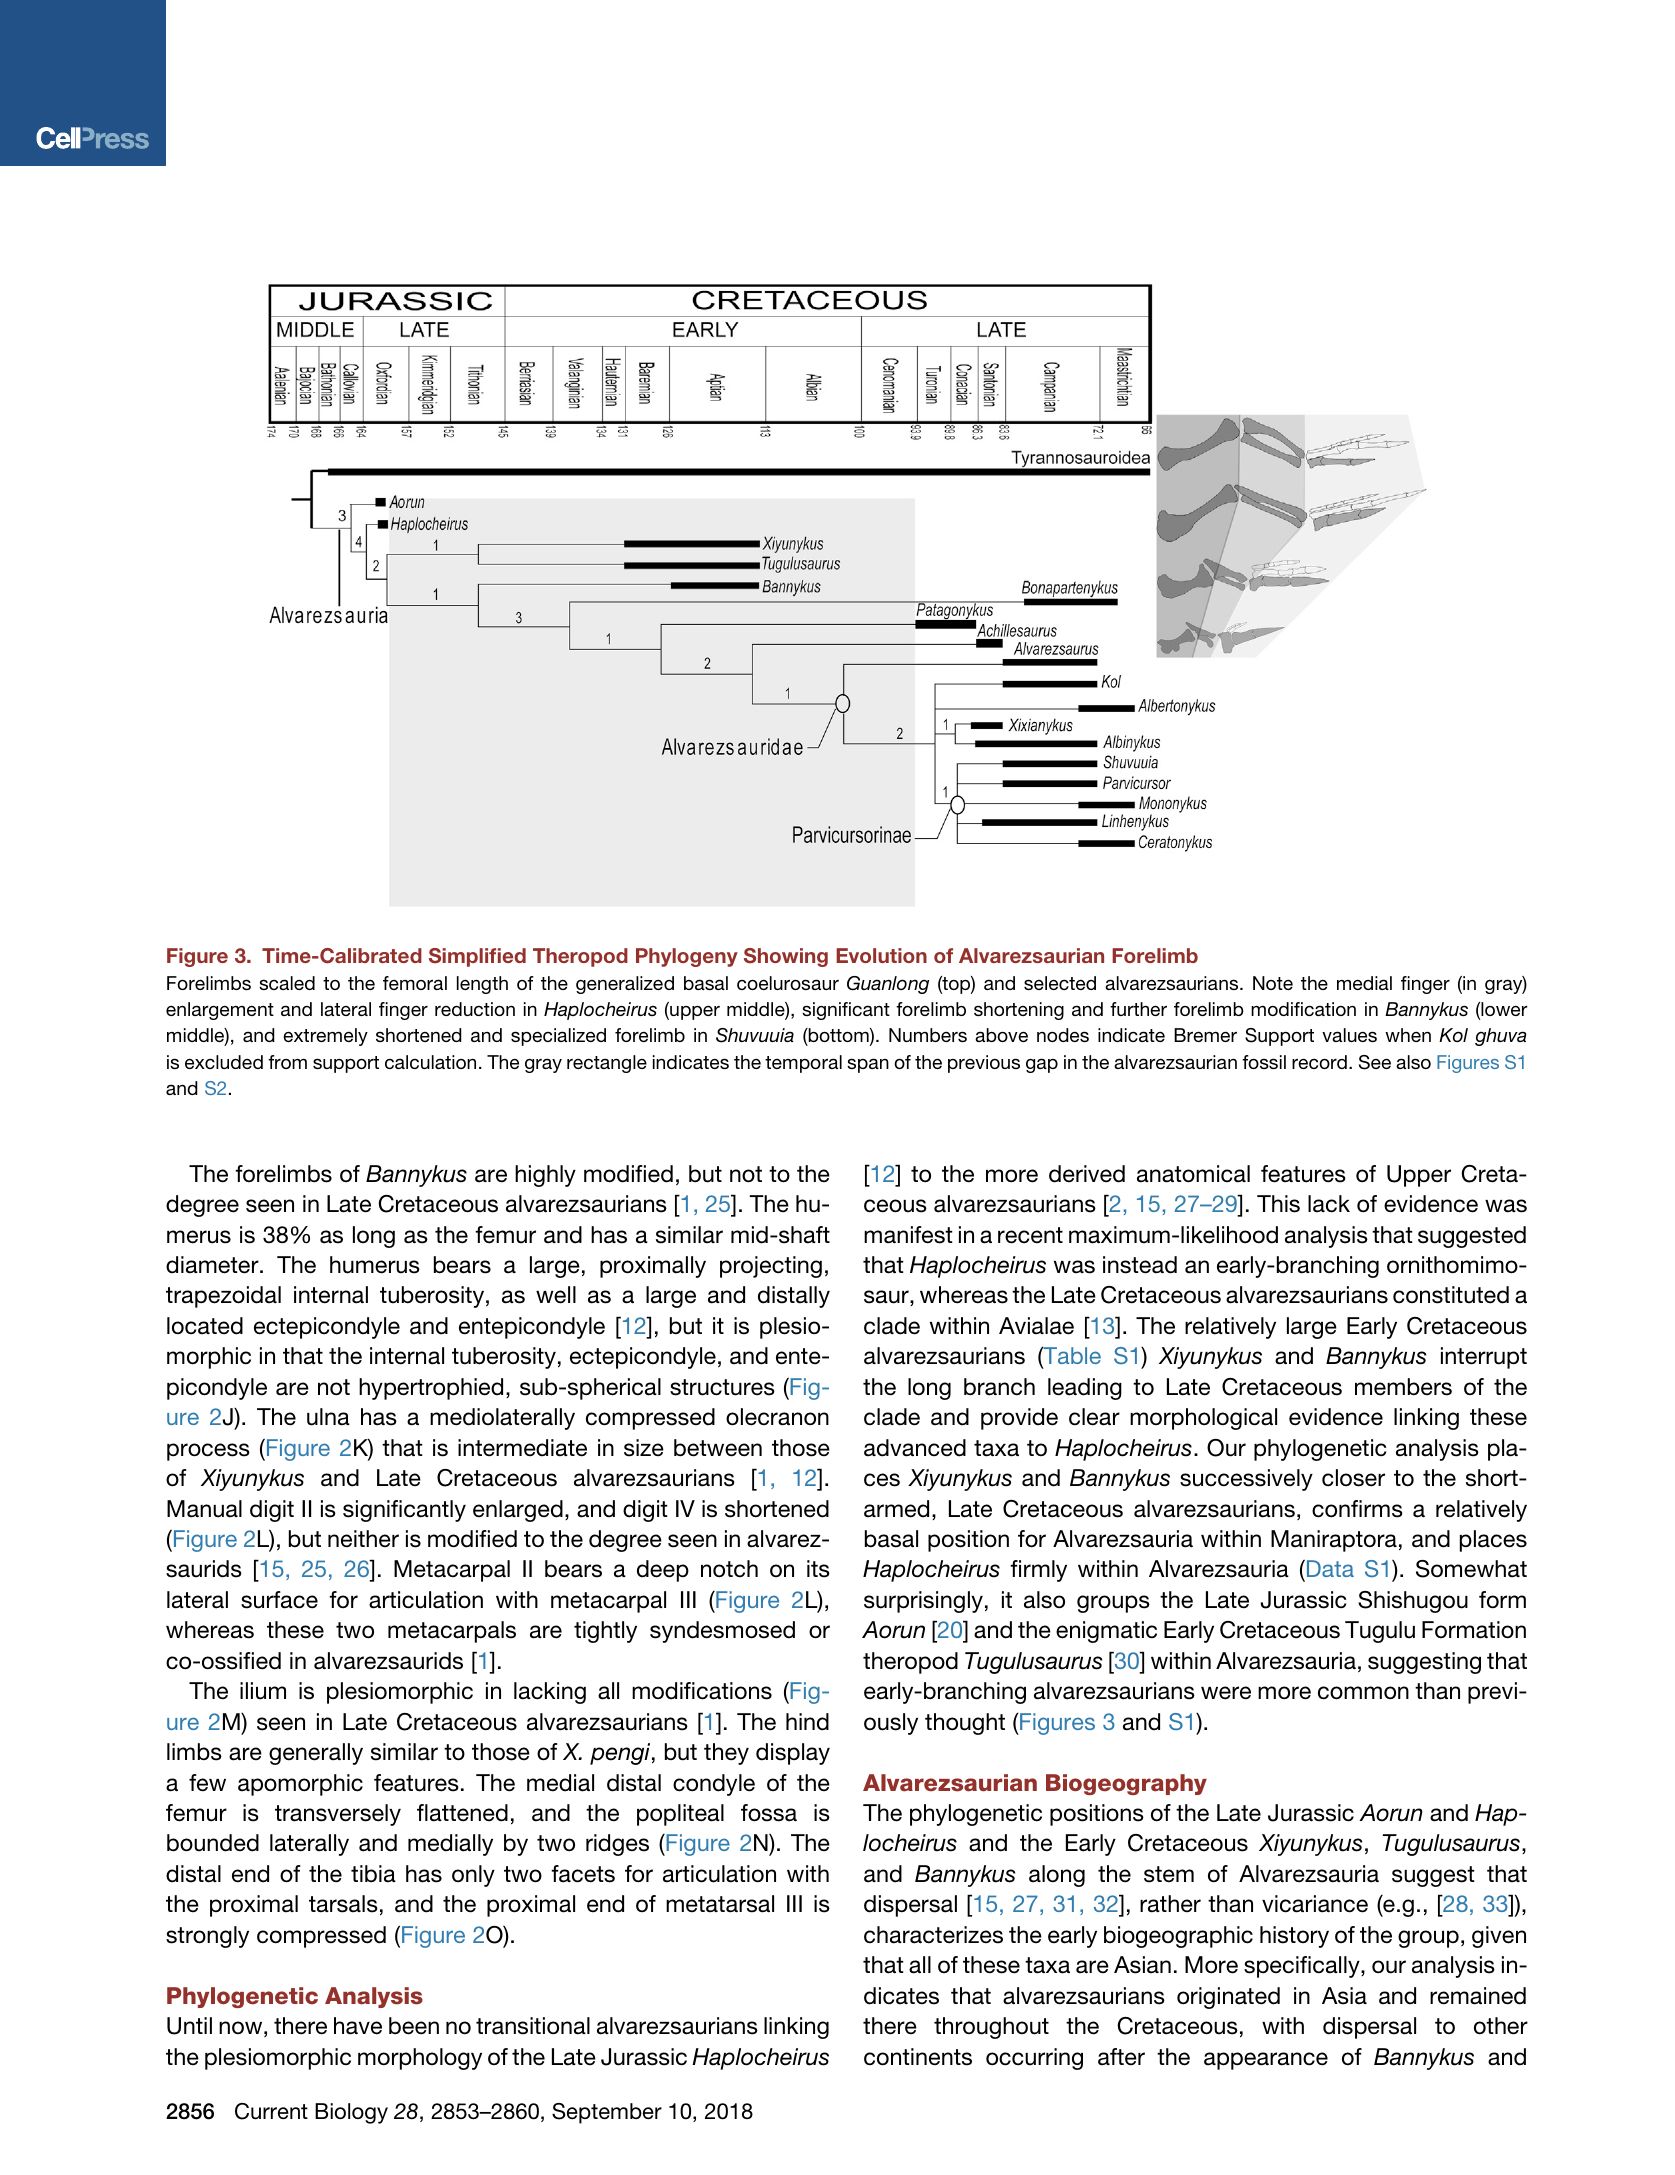 CellPress
JURASSIC CRETACEOUS
MIDDLE LATE EARLY LATE
Aalenian Bajocian Bathonian Callovian Oxfordian Kimmeridgian Tithonian Berriasian Valanginian Hauterivian Barremian Aptian Albian Cenomanian Turonian Coniacian Santonian Campanian Maastrichtian
174 170 168 166 164 157 152 145 139 134 131 126 113 100 93.9 89.8 86.3 83.6 72.1 66
Tyrannosauroidea
Aorun
3
Haplocheirus
4
1
Xiyunykus
2
Tugulusaurus
Bannykus
1
Bonapartenykus
Alvarezsauria
3
Patagonykus
1
Achillesaurus
Alvarezsaurus
2
Kol
1
Albertonykus
2
1
Xixianykus
Alvarezsauridae
Albinykus
Shuvuuia
Parvicursor
1
Mononykus
Linhenykus
Parvicursorinae
Ceratonykus
Figure 3. Time-Calibrated Simplified Theropod Phylogeny Showing Evolution of Alvarezsaurian Forelimb
Forelimbs scaled to the femoral length of the generalized basal coelurosaur Guanlong (top) and selected alvarezsaurians. Note the medial finger (in gray)
enlargement and lateral finger reduction in Haplocheirus (upper middle), significant forelimb shortening and further forelimb modification in Bannykus (lower
middle), and extremely shortened and specialized forelimb in Shuvuuia (bottom). Numbers above nodes indicate Bremer Support values when Kol ghuva
is excluded from support calculation. The gray rectangle indicates the temporal span of the previous gap in the alvarezsaurian fossil record. See also Figures S1
and S2.
The forelimbs of Bannykus are highly modified, but not to the
degree seen in Late Cretaceous alvarezsaurians [1, 25]. The hu-
merus is 38% as long as the femur and has a similar mid-shaft
diameter. The humerus bears a large, proximally projecting,
trapezoidal internal tuberosity, as well as a large and distally
located ectepicondyle and entepicondyle [12], but it is plesio-
morphic in that the internal tuberosity, ectepicondyle, and ente-
picondyle are not hypertrophied, sub-spherical structures (Fig-
ure 2J). The ulna has a mediolaterally compressed olecranon
process (Figure 2K) that is intermediate in size between those
of Xiyunykus and Late Cretaceous alvarezsaurians [1, 12].
Manual digit II is significantly enlarged, and digit IV is shortened
(Figure 2L), but neither is modified to the degree seen in alvarez-
saurids [15, 25, 26]. Metacarpal II bears a deep notch on its
lateral surface for articulation with metacarpal III (Figure 2L),
whereas these two metacarpals are tightly syndesmosed or
co-ossified in alvarezsaurids [1].
The ilium is plesiomorphic in lacking all modifications (Fig-
ure 2M) seen in Late Cretaceous alvarezsaurians [1]. The hind
limbs are generally similar to those of X. pengi, but they display
a few apomorphic features. The medial distal condyle of the
femur is transversely flattened, and the popliteal fossa is
bounded laterally and medially by two ridges (Figure 2N). The
distal end of the tibia has only two facets for articulation with
the proximal tarsals, and the proximal end of metatarsal III is
strongly compressed (Figure 2O).
Phylogenetic Analysis
Until now, there have been no transitional alvarezsaurians linking
the plesiomorphic morphology of the Late Jurassic Haplocheirus
[12] to the more derived anatomical features of Upper Creta-
ceous alvarezsaurians [2, 15, 27–29]. This lack of evidence was
manifest in a recent maximum-likelihood analysis that suggested
that Haplocheirus was instead an early-branching ornithomimo-
saur, whereas the Late Cretaceous alvarezsaurians constituted a
clade within Avialae [13]. The relatively large Early Cretaceous
alvarezsaurians (Table S1) Xiyunykus and Bannykus interrupt
the long branch leading to Late Cretaceous members of the
clade and provide clear morphological evidence linking these
advanced taxa to Haplocheirus. Our phylogenetic analysis pla-
ces Xiyunykus and Bannykus successively closer to the short-
armed, Late Cretaceous alvarezsaurians, confirms a relatively
basal position for Alvarezsauria within Maniraptora, and places
Haplocheirus firmly within Alvarezsauria (Data S1). Somewhat
surprisingly, it also groups the Late Jurassic Shishugou form
Aorun [20] and the enigmatic Early Cretaceous Tugulu Formation
theropod Tugulusaurus [30] within Alvarezsauria, suggesting that
early-branching alvarezsaurians were more common than previ-
ously thought (Figures 3 and S1).
Alvarezsaurian Biogeography
The phylogenetic positions of the Late Jurassic Aorun and Hap-
locheirus and the Early Cretaceous Xiyunykus, Tugulusaurus,
and Bannykus along the stem of Alvarezsauria suggest that
dispersal [15, 27, 31, 32], rather than vicariance (e.g., [28, 33]),
characterizes the early biogeographic history of the group, given
that all of these taxa are Asian. More specifically, our analysis in-
dicates that alvarezsaurians originated in Asia and remained
there throughout the Cretaceous, with dispersal to other
continents occurring after the appearance of Bannykus and
2856 Current Biology 28, 2853–2860, September 10, 2018